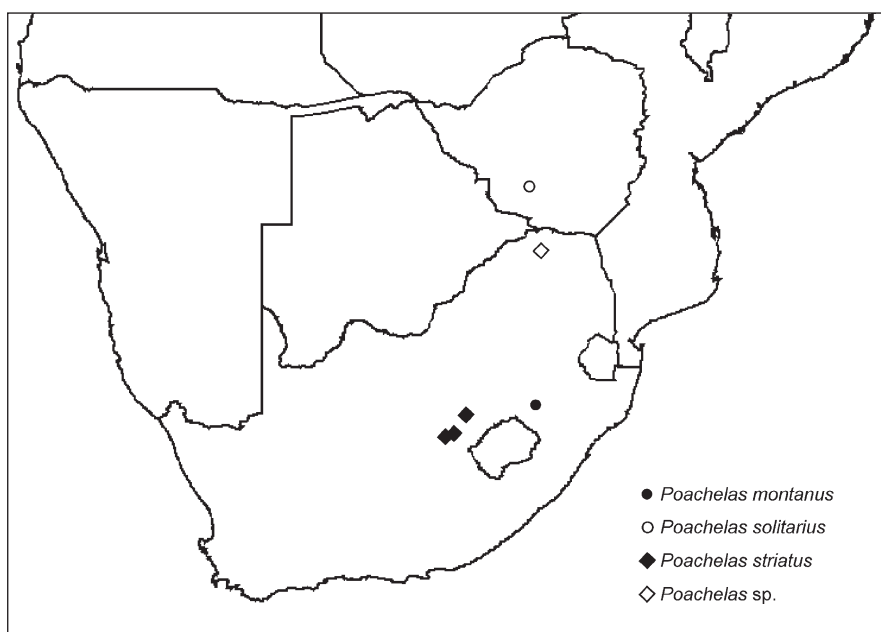 Poachelas montanus
Poachelas solitarius
Poachelas striatus
Poachelas sp.